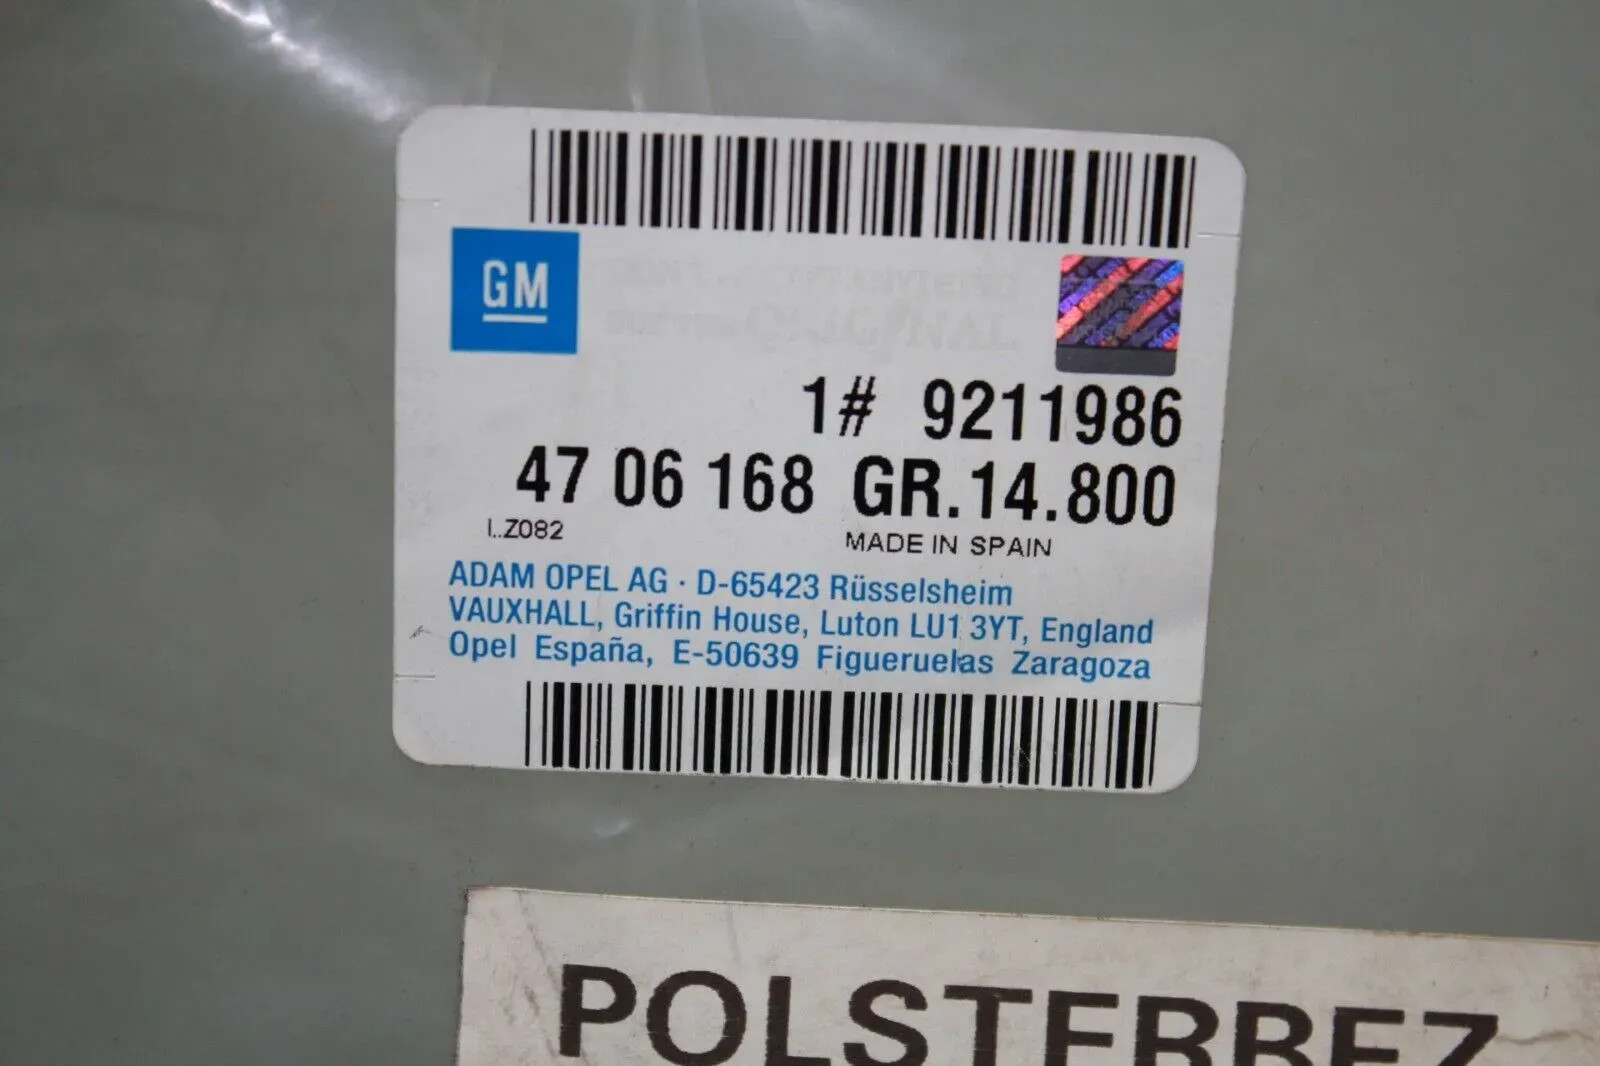 GM
1# 9211986
47 06 168 GR.14.800
I..Z082 MADE IN SPAIN
ADAM OPEL AG · D-65423 Rüsselsheim
VAUXHALL, Griffin House, Luton LU1 3YT, England
Opel España, E-50639 Figueruelas Zaragoza
POLSTERBEZ